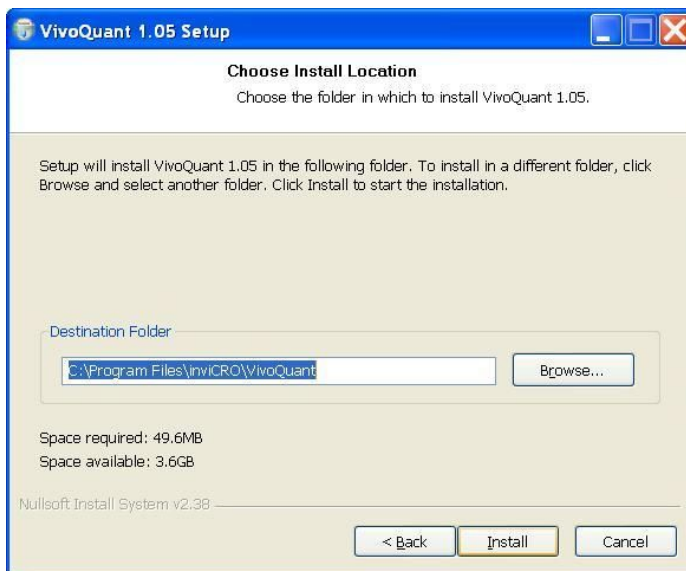 VivoQuant 1.05 Setup
Choose Install Location
Choose the folder in which to install VivoQuant 1.05.
Setup will install VivoQuant 1.05 in the following folder. To install in a different folder, click
Browse and select another folder. Click Install to start the installation.
Destination Folder
C:\Program Files\inviCRO\VivoQuant
Browse...
Space required: 49.6MB
Space available: 3.6GB
Nullsoft Install System v2.38
< Back Install Cancel